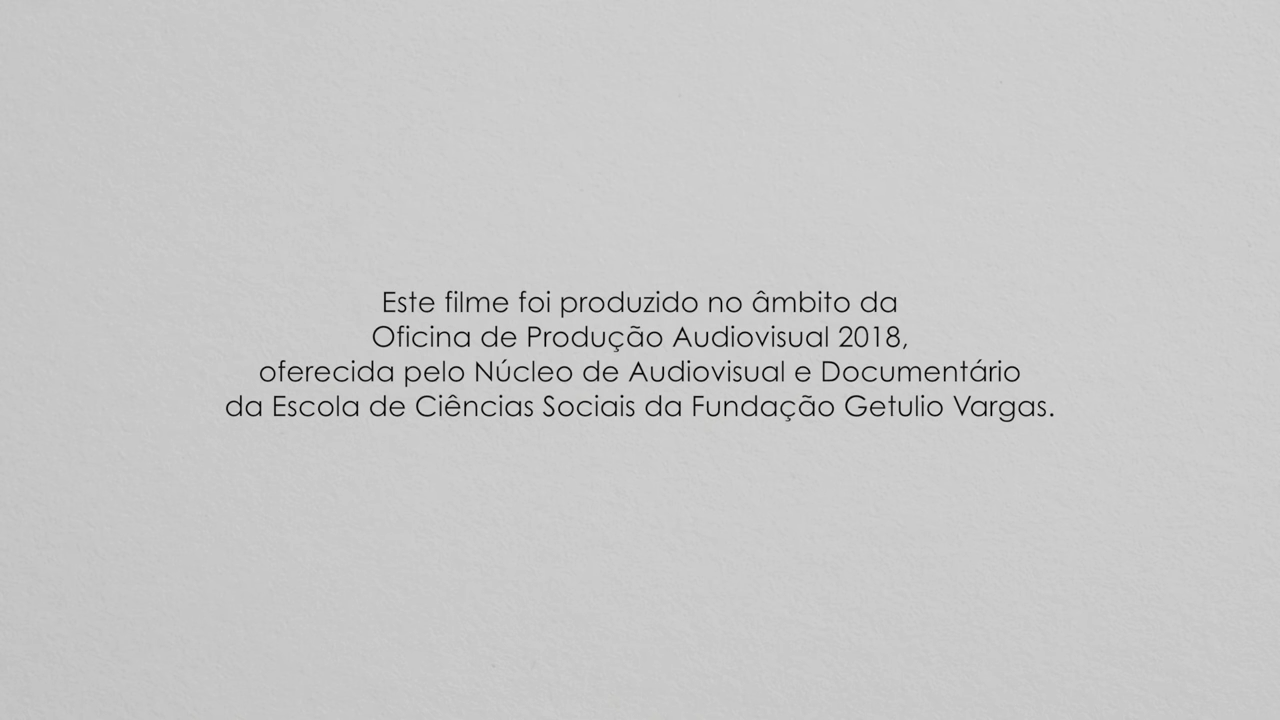 Este filme foi produzido no âmbito da
Oficina de Produção Audiovisual 2018,
oferecida pelo Núcleo de Audiovisual e Documentário
da Escola de Ciências Sociais da Fundação Getulio Vargas.